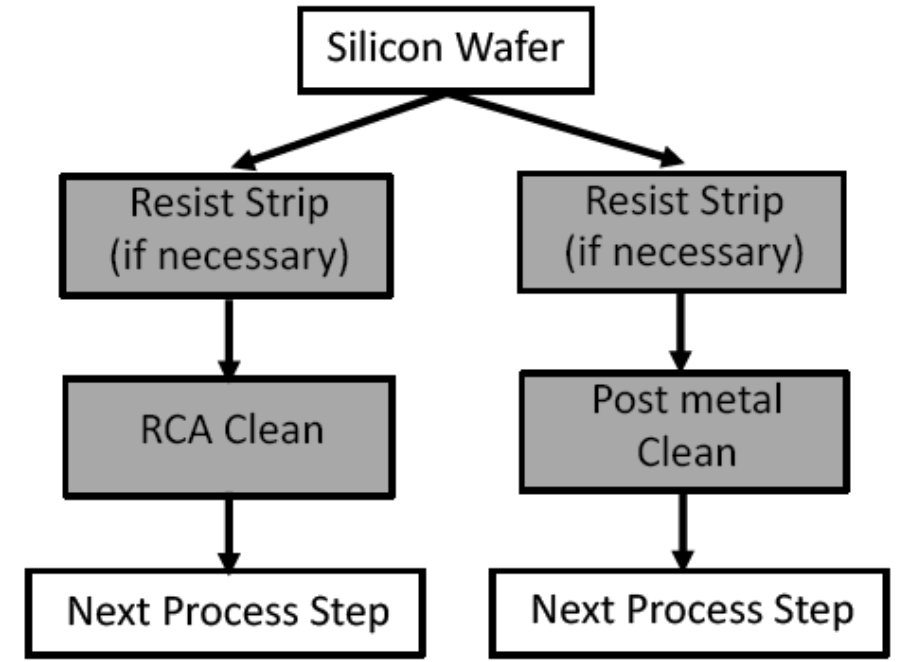 Silicon Wafer
Resist Strip
(if necessary)
Resist Strip
(if necessary)
RCA Clean
Post metal
Clean
Next Process Step
Next Process Step